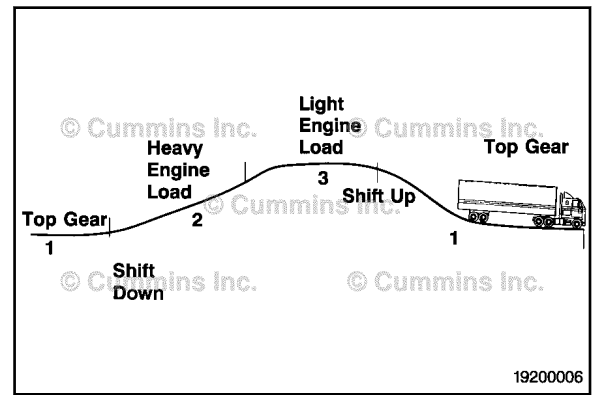 © Cummins Inc.
© Cummins Inc.
Light
Engine
Load
Heavy
Engine
Load
Top Gear
3
© Cummins Inc.
Shift Up
Top Gear
2
1
1
Shift
Down
© Cummins Inc.
© Cummins Inc.
19200006